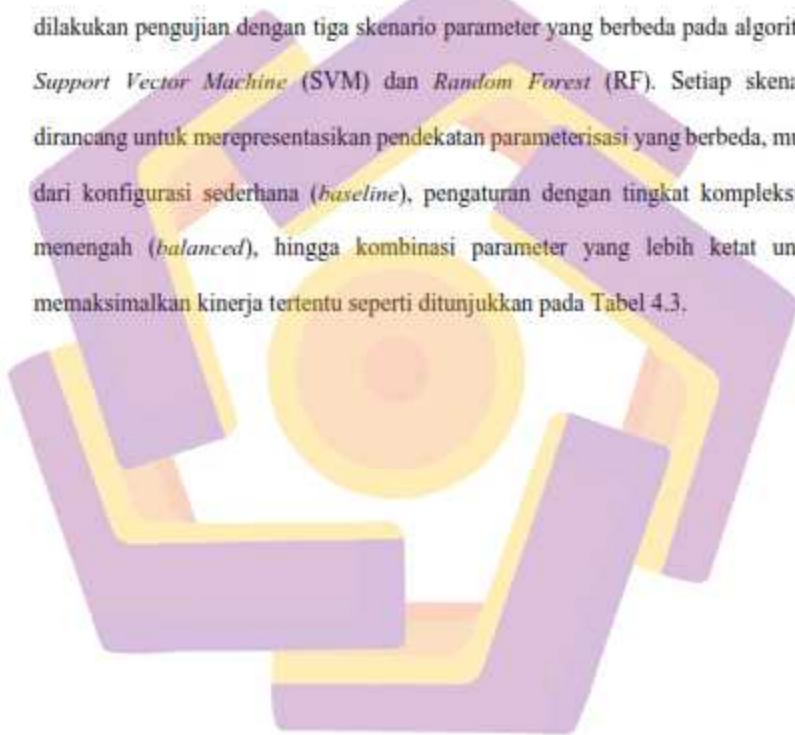 dilakukan pengujian dengan tiga skenario parameter yang berbeda pada algorit
Support Vector Machine (SVM) dan Random Forest (RF). Setiap skena
dirancang untuk merepresentasikan pendekatan parameterisasi yang berbeda, mu
dari konfigurasi sederhana (baseline), pengaturan dengan tingkat kompleks
menengah (balanced), hingga kombinasi parameter yang lebih ketat un
memaksimalkan kinerja tertentu seperti ditunjukkan pada Tabel 4.3.